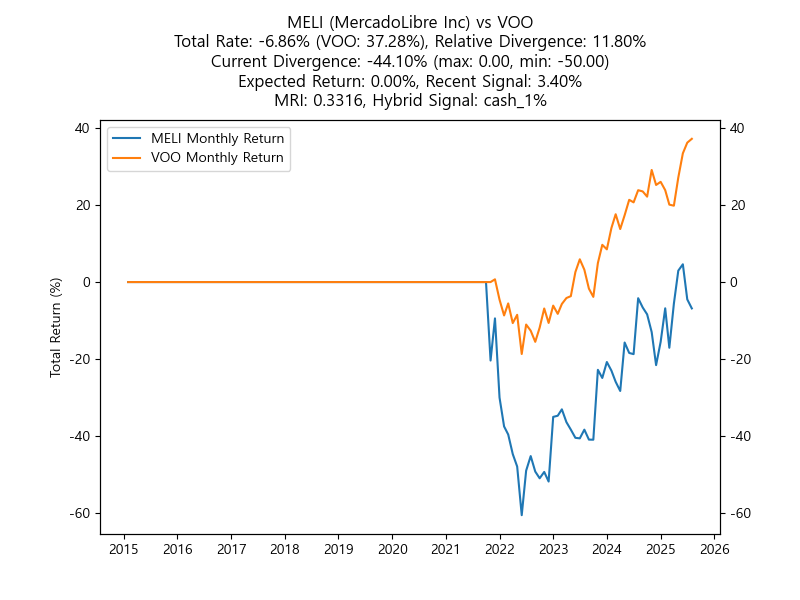 MELI (MercadoLibre Inc) vs VOO
Total Rate: -6.86% (VOO: 37.28%), Relative Divergence: 11.80%
Current Divergence: -44.10% (max: 0.00, min: -50.00)
Expected Return: 0.00%, Recent Signal: 3.40%
MRI: 0.3316, Hybrid Signal: cash_1%
MELI Monthly Return
VOO Monthly Return
Total Return (%)
40
20
0
-20
-40
-60
40
20
0
-20
-40
-60
2015 2016 2017 2018 2019 2020 2021 2022 2023 2024 2025 2026